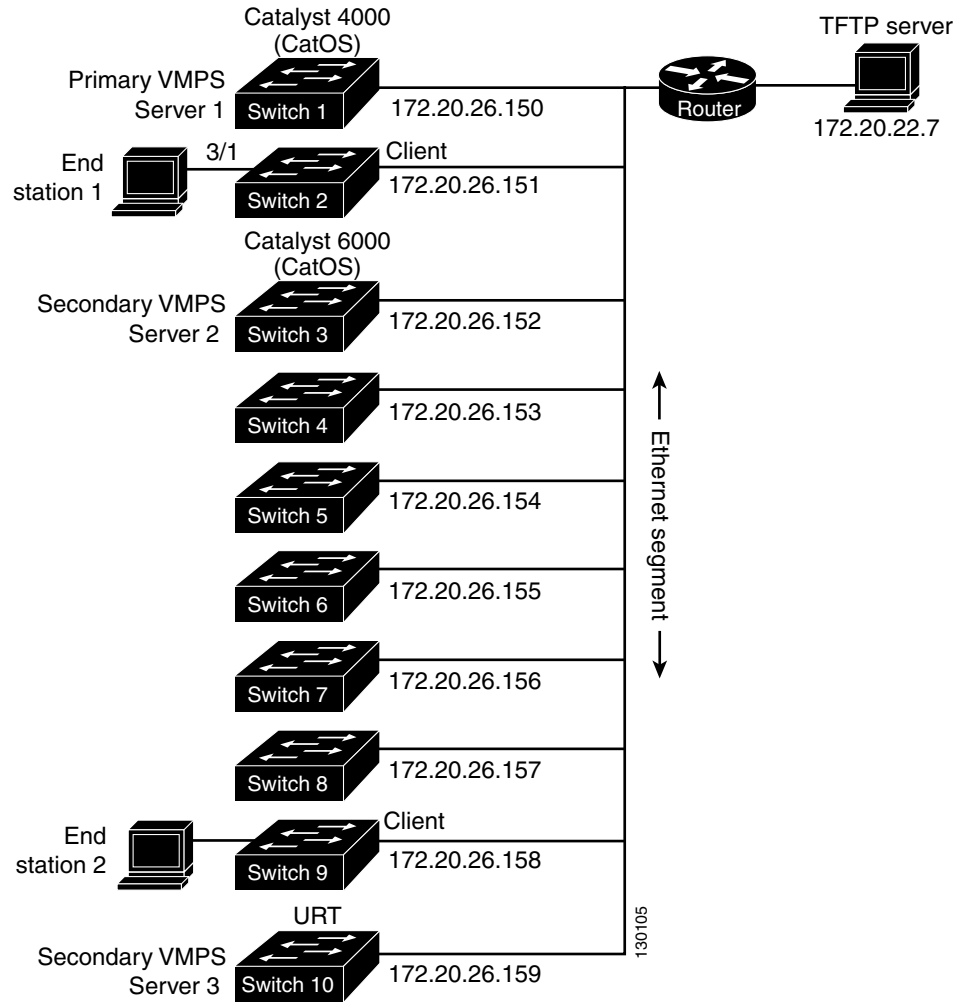 Catalyst 4000
(CatOS)
TFTP server
Primary VMPS
Server 1
Switch 1
172.20.26.150
Router
172.20.22.7
End
station 1
3/1
Client
Switch 2
172.20.26.151
Catalyst 6000
(CatOS)
Secondary VMPS
Server 2
Switch 3
172.20.26.152
Switch 4
172.20.26.153
Ethernet segment
Switch 5
172.20.26.154
Switch 6
172.20.26.155
Switch 7
172.20.26.156
Switch 8
172.20.26.157
End
station 2
Client
Switch 9
172.20.26.158
URT
Secondary VMPS
Server 3
Switch 10
172.20.26.159
130105